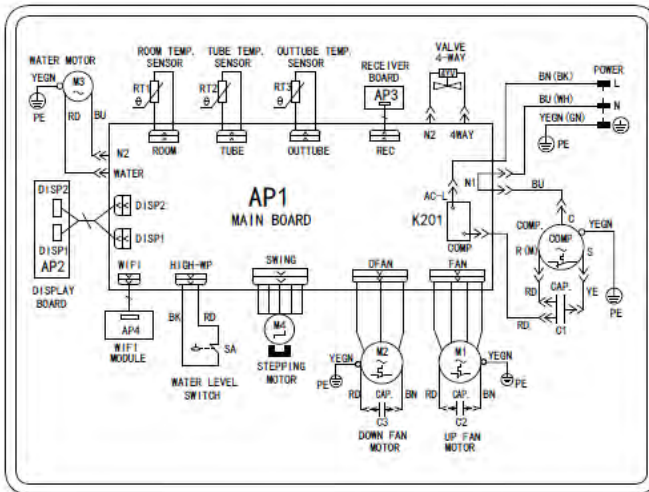 ROOM TEMP. SENSOR
TUBE TEMP. SENSOR
OUTTUBE TEMP. SENSOR
RECEIVER BOARD
VALVE 4-WAY
WATER MOTOR
YEGN
M3
PE
RD
BU
RT1
θ
RT2
θ
RT3
θ
AP3
4YV
BN(BK)
POWER
L
BU(WH)
N
YEGN(GN)
PE
N2
WATER
ROOM
TUBE
OUTTUBE
REC
N2
4WAY
N1
BU
AC-L
K201
COMP
AP1
MAIN BOARD
DISP2
DISP1
AP2
DISPLAY BOARD
DISP2
DISP1
COMP.
C
YEGN
COMP
R(M)
S
RD
CAP.
YE
C1
RD
PE
WIFI
HIGH-WP
SWING
DFAN
FAN
AP4
WIFI MODULE
BK
RD
SA
WATER LEVEL SWITCH
M4
STEPPING MOTOR
M2
YEGN
PE
RD
CAP.
BN
C3
DOWN FAN MOTOR
M1
YEGN
PE
RD
CAP.
BN
C2
UP FAN MOTOR